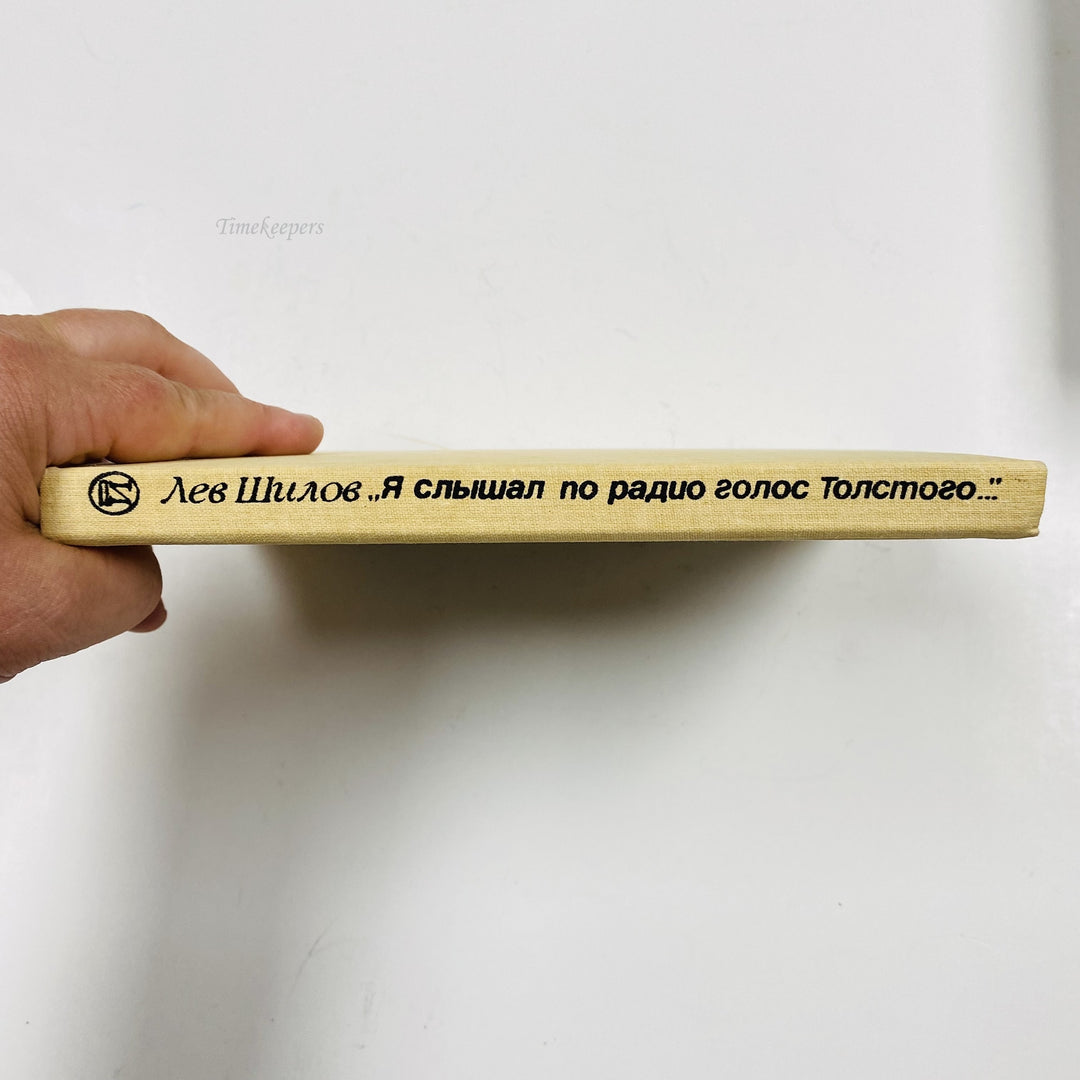 Timekeepers
Лев Шилов „Я слышал по радио голос Толстого..."